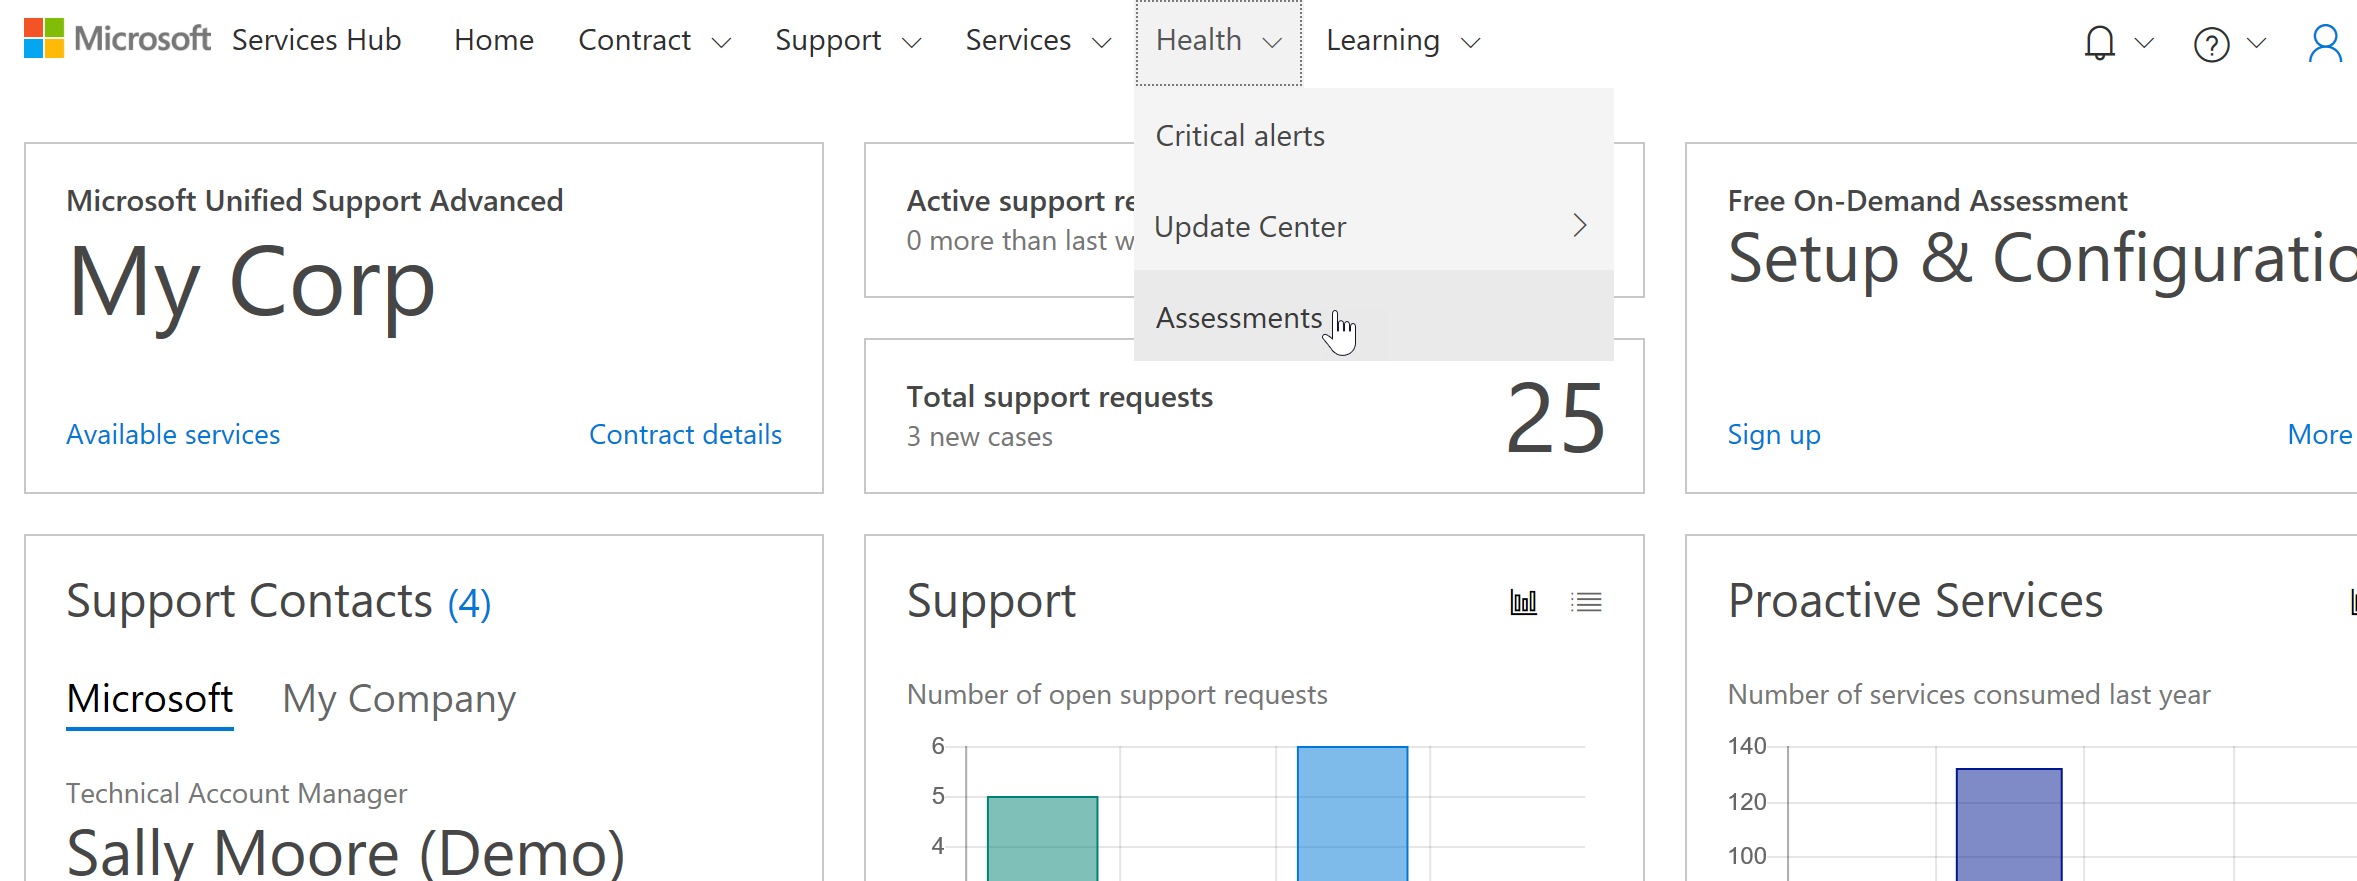 Microsoft Services Hub Home Contract Support Services Health Learning
Critical alerts
Update Center
Assessments
Microsoft Unified Support Advanced
My Corp
Available services Contract details
Active support re
0 more than last w
Total support requests
3 new cases
25
Free On-Demand Assessment
Setup & Configuratio
Sign up More
Support Contacts (4)
Microsoft My Company
Technical Account Manager
Sally Moore (Demo)
Support
Number of open support requests
6
5
4
Proactive Services
Number of services consumed last year
140
120
100